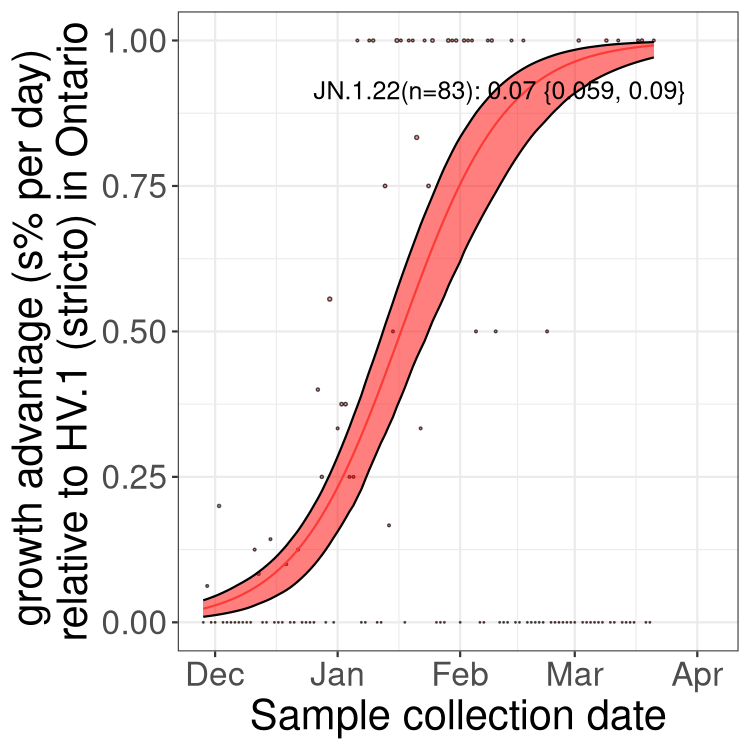 growth advantage (s% per day)
relative to HV.1 (stricto) in Ontario
1.00
0.75
0.50
0.25
0.00
JN.1.22(n=83): 0.07 {0.059, 0.09}
Dec Jan Feb Mar Apr
Sample collection date